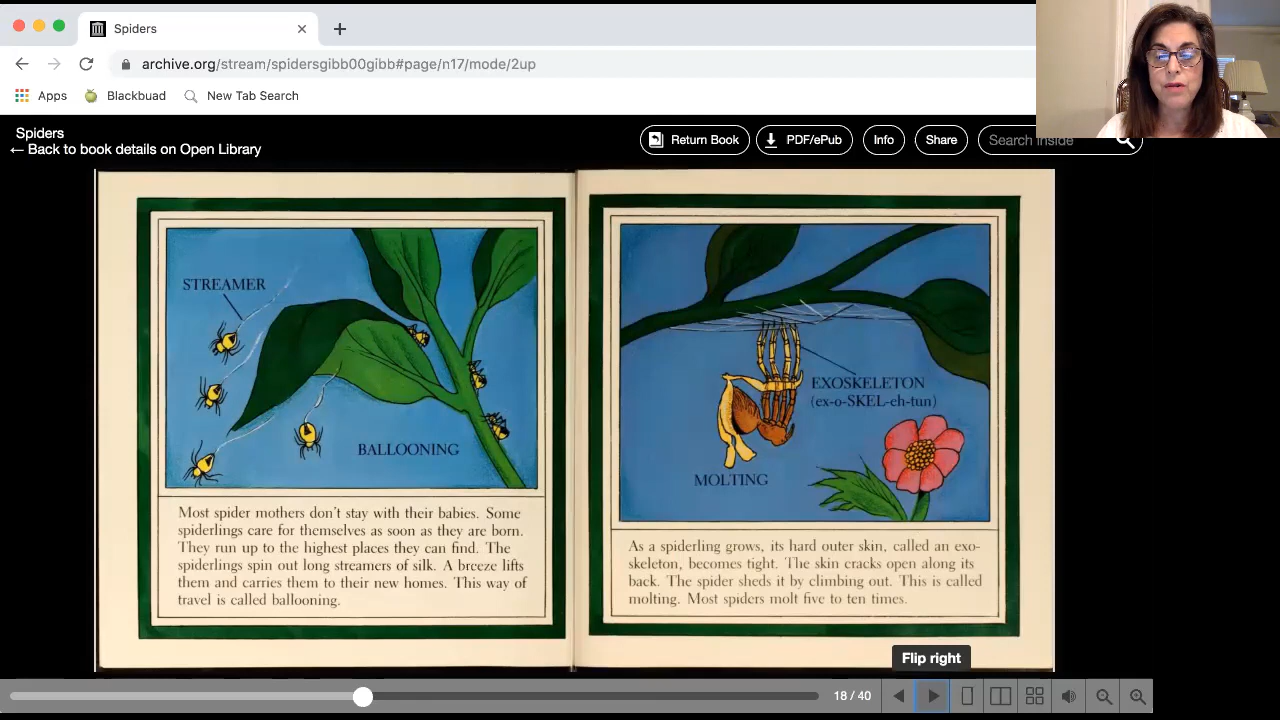 Spiders
archive.org/stream/spidersgibb00gibb#page/n17/mode/2up
Apps
Blackbuad
New Tab Search
Spiders
← Back to book details on Open Library
Return Book
PDF/ePub
Info
Share
Search inside
STREAMER
BALLOONING
Most spider mothers don't stay with their babies. Some
spiderlings care for themselves as soon as they are born.
They run up to the highest places they can find. The
spiderlings spin out long streamers of silk. A breeze lifts
them and carries them to their new homes. This way of
travel is called ballooning.
EXOSKELETON
(ex-o-SKEL-eh-tun)
MOLTING
As a spiderling grows, its hard outer skin, called an exo-
skeleton, becomes tight. The skin cracks open along its
back. The spider sheds it by climbing out. This is called
molting. Most spiders molt five to ten times.
Flip right
18 / 40